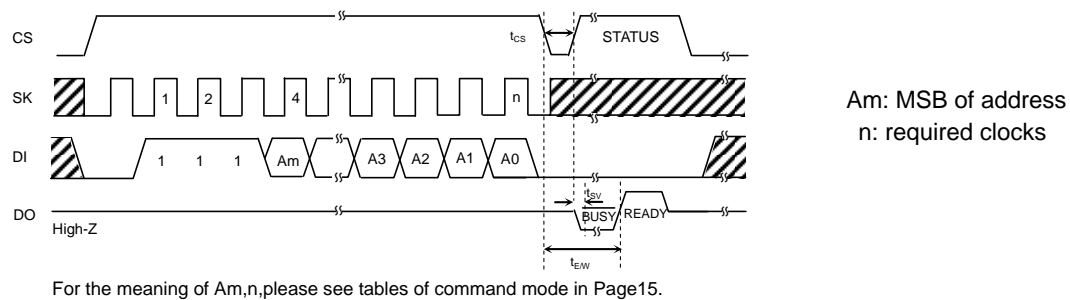 CS tCS STATUS
SK 1 2 4 n
DI 1 1 1 Am A3 A2 A1 A0
tSV
DO BUSY READY
High-Z
tE/W
Am: MSB of address
n: required clocks
For the meaning of Am,n,please see tables of command mode in Page15.